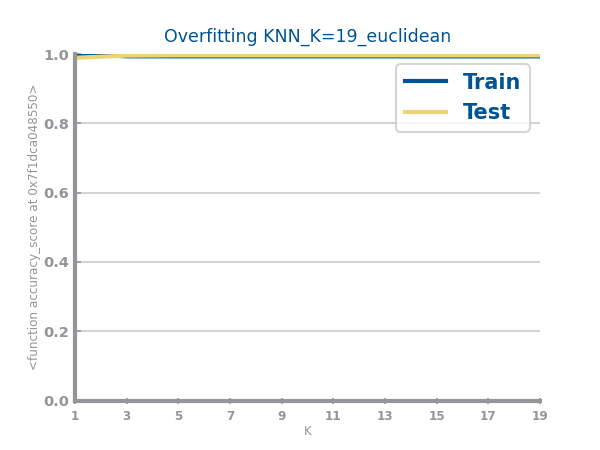 Overfitting KNN_K=19_euclidean
<function accuracy_score at 0x7f1dca048550>
1.0
0.8
0.6
0.4
0.2
0.0
Train
Test
1 3 5 7 9 11 13 15 17 19
K